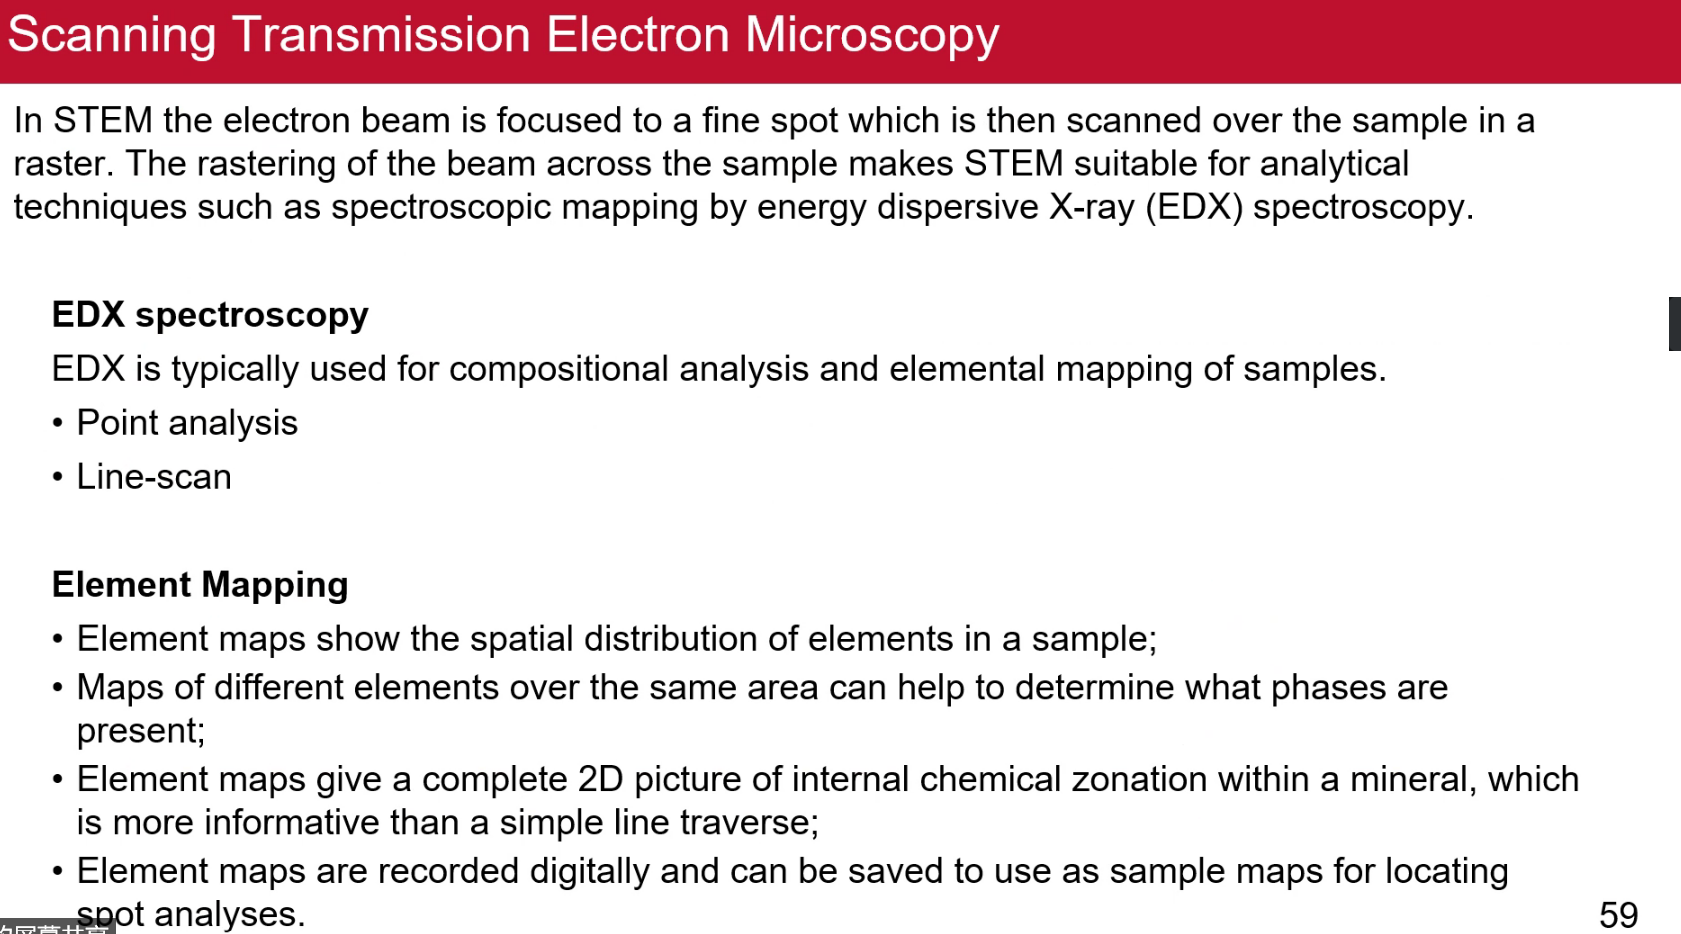 Scanning Transmission Electron Microscopy
In STEM the electron beam is focused to a fine spot which is then scanned over the sample in a
raster. The rastering of the beam across the sample makes STEM suitable for analytical
techniques such as spectroscopic mapping by energy dispersive X-ray (EDX) spectroscopy.
EDX spectroscopy
EDX is typically used for compositional analysis and elemental mapping of samples.
• Point analysis
• Line-scan
Element Mapping
• Element maps show the spatial distribution of elements in a sample;
• Maps of different elements over the same area can help to determine what phases are
present;
• Element maps give a complete 2D picture of internal chemical zonation within a mineral, which
is more informative than a simple line traverse;
• Element maps are recorded digitally and can be saved to use as sample maps for locating
spot analyses.
59